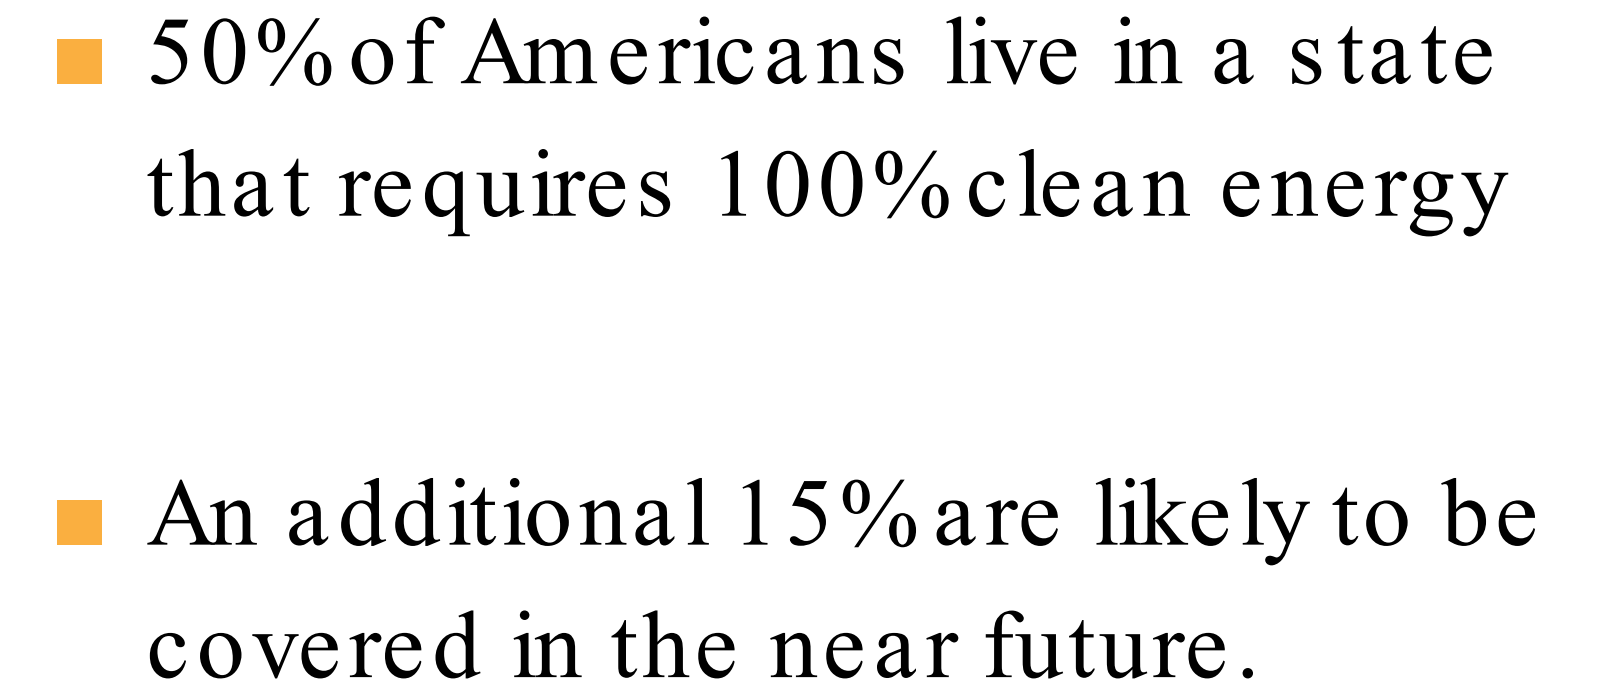 50% of Americans live in a state
that requires 100% clean energy
An additional 15% are likely to be
covered in the near future.